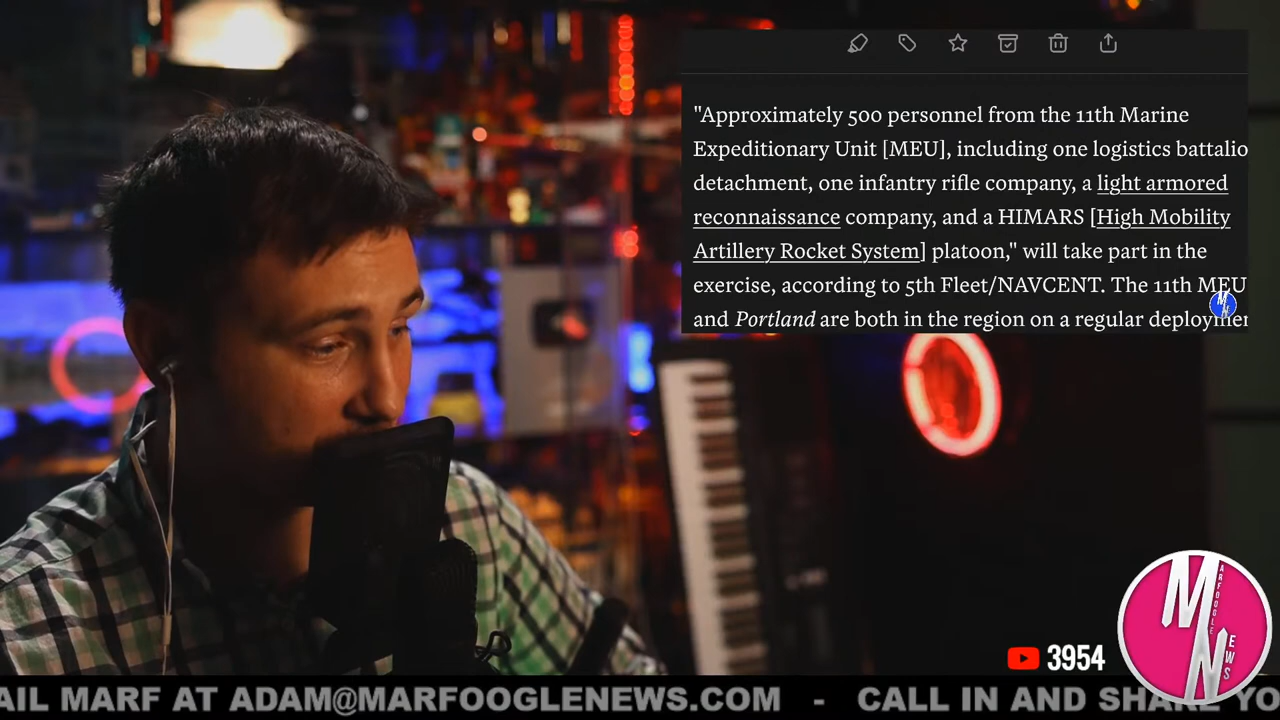 "Approximately 500 personnel from the 11th Marine
Expeditionary Unit [MEU], including one logistics battalio
detachment, one infantry rifle company, a light armored
reconnaissance company, and a HIMARS [High Mobility
Artillery Rocket System] platoon," will take part in the
exercise, according to 5th Fleet/NAVCENT. The 11th MEU
and Portland are both in the region on a regular deploymen
MN
3954
MARFOOGLE
NEWS
AIL MARF AT ADAM@MARFOOGLENEWS.COM - CALL IN AND SHARE YO